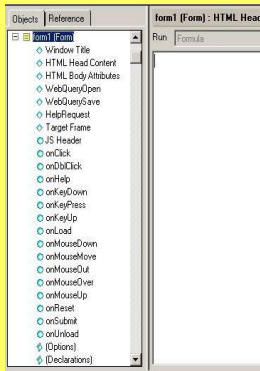 Objects Reference
form1 (Form) : HTML Head
Run Formula
form1 (Form)
Window Title
HTML Head Content
HTML Body Attributes
WebQueryOpen
WebQuerySave
HelpRequest
Target Frame
JS Header
onClick
onDblClick
onHelp
onKeyDown
onKeyPress
onKeyUp
onLoad
onMouseDown
onMouseMove
onMouseOut
onMouseOver
onMouseUp
onReset
onSubmit
onUnload
(Options)
(Declarations)